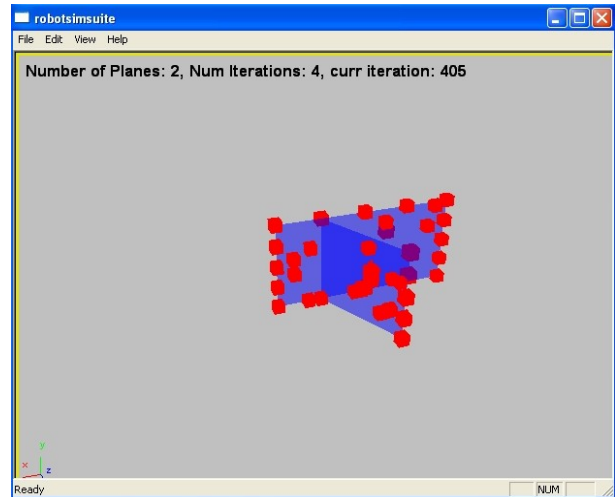 robotsimsuite
File Edit View Help
Number of Planes: 2, Num Iterations: 4, curr iteration: 405
y
x
z
Ready
NUM